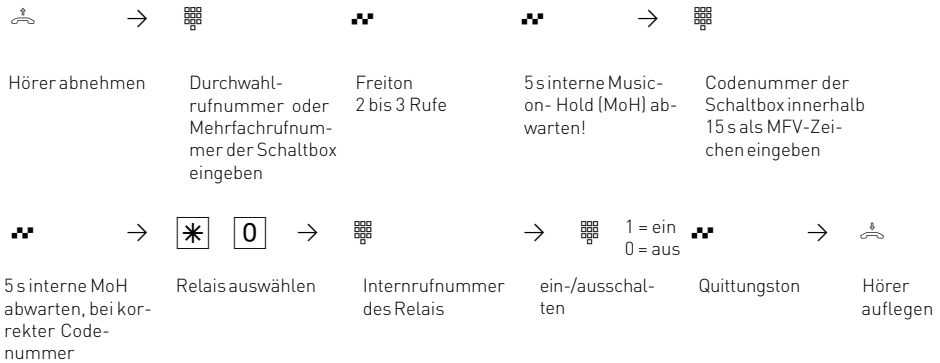 Hörer abnehmen
Durchwahl-
rufnummer oder
Mehrfachrufnum-
mer der Schaltbox
eingeben
Freiton
2 bis 3 Rufe
5 s interne Music-
on- Hold (MoH) ab-
warten!
Codenummer der
Schaltbox innerhalb
15 s als MFV-Zei-
chen eingeben
* 0
1 = ein
0 = aus
5 s interne MoH
abwarten, bei kor-
rekter Code-
nummer
Relais auswählen
Internrufnummer
des Relais
ein-/ausschal-
ten
Quittungston
Hörer
auflegen